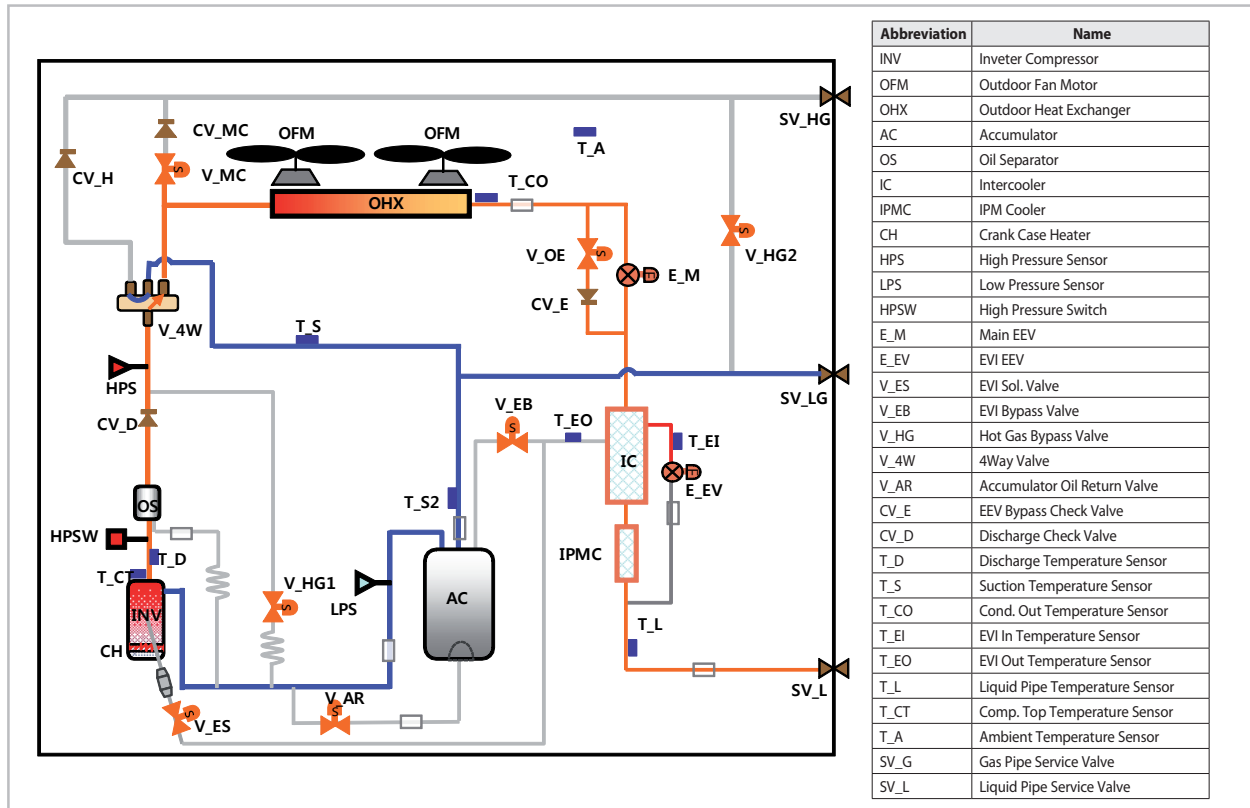 OFM
OFM
CV_MC
T_A
SV_HG
CV_H
V_MC
S
T_CO
OHX
V_OE
S
S
V_HG2
E
E_M
CV_E
V_4W
T_S
HPS
SV_LG
CV_D
V_EB
S
T_EO
T_EI
IC
E
E_EV
OS
T_S2
HPSW
T_D
IPMC
T_CT
V_HG1
S
LPS
AC
INV
CH
T_L
SV_L
V_AR
S
S
V_ES
Abbreviation Name
INV Inveter Compressor
OFM Outdoor Fan Motor
OHX Outdoor Heat Exchanger
AC Accumulator
OS Oil Separator
IC Intercooler
IPMC IPM Cooler
CH Crank Case Heater
HPS High Pressure Sensor
LPS Low Pressure Sensor
HPSW High Pressure Switch
E_M Main EEV
E_EV EVI EEV
V_ES EVI Sol. Valve
V_EB EVI Bypass Valve
V_HG Hot Gas Bypass Valve
V_4W 4Way Valve
V_AR Accumulator Oil Return Valve
CV_E EEV Bypass Check Valve
CV_D Discharge Check Valve
T_D Discharge Temperature Sensor
T_S Suction Temperature Sensor
T_CO Cond. Out Temperature Sensor
T_EI EVI In Temperature Sensor
T_EO EVI Out Temperature Sensor
T_L Liquid Pipe Temperature Sensor
T_CT Comp. Top Temperature Sensor
T_A Ambient Temperature Sensor
SV_G Gas Pipe Service Valve
SV_L Liquid Pipe Service Valve